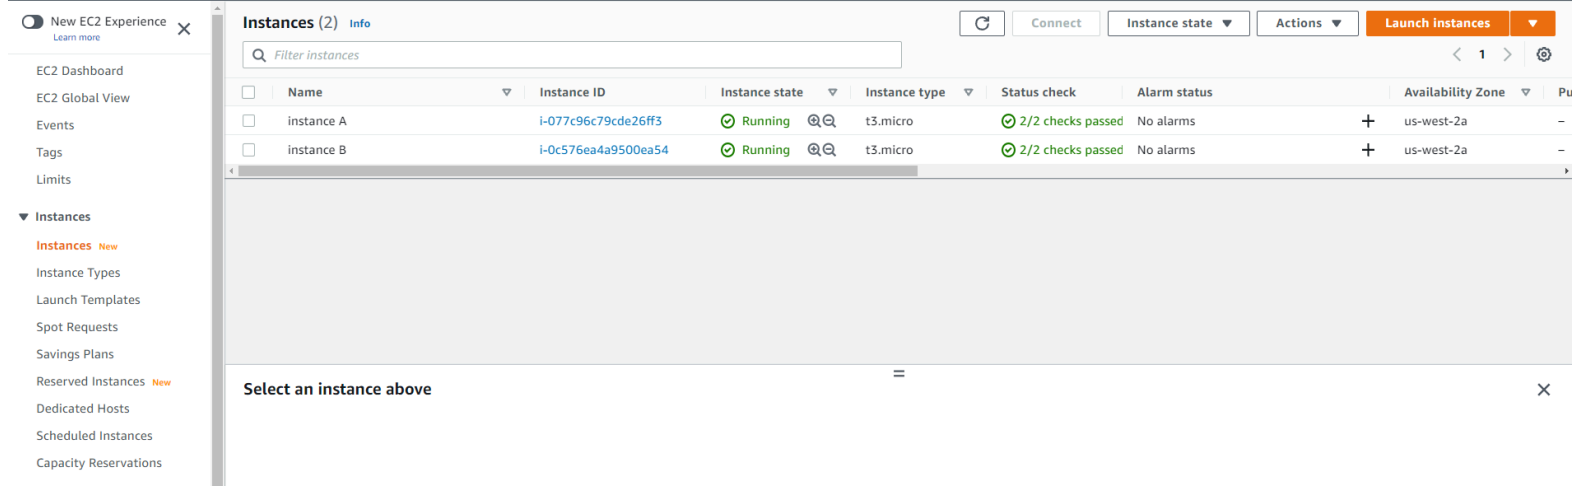 New EC2 Experience
Learn more
EC2 Dashboard
EC2 Global View
Events
Tags
Limits
Instances
Instances New
Instance Types
Launch Templates
Spot Requests
Savings Plans
Reserved Instances New
Dedicated Hosts
Scheduled Instances
Capacity Reservations
Instances (2) Info
Connect Instance state Actions Launch instances
Filter instances
1
Name Instance ID Instance state Instance type Status check Alarm status Availability Zone Pu
instance A i-077c96c79cde26ff3 Running t3.micro 2/2 checks passed No alarms + us-west-2a –
instance B i-0c576ea4a9500ea54 Running t3.micro 2/2 checks passed No alarms + us-west-2a –
Select an instance above